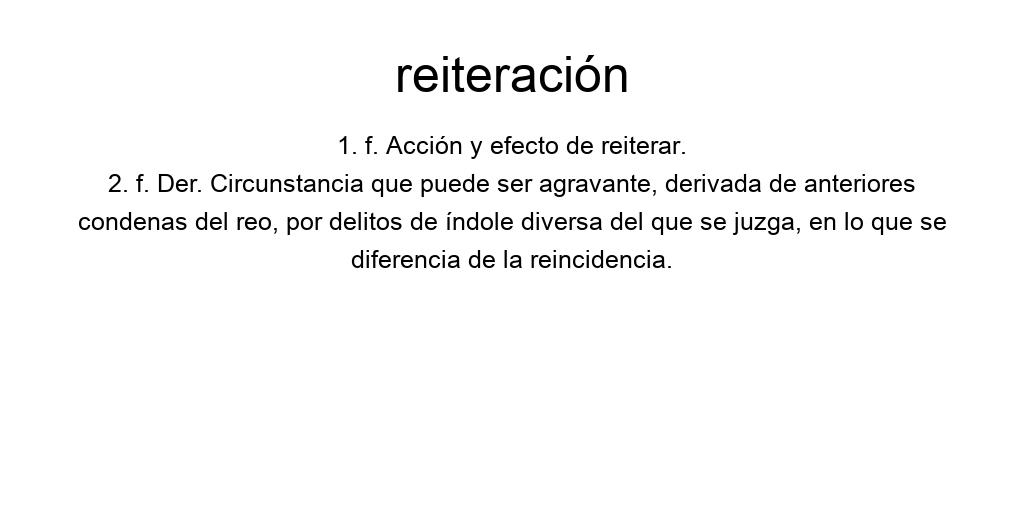 reiteración
1. f. Acción y efecto de reiterar.
2. f. Der. Circunstancia que puede ser agravante, derivada de anteriores
condenas del reo, por delitos de índole diversa del que se juzga, en lo que se
diferencia de la reincidencia.